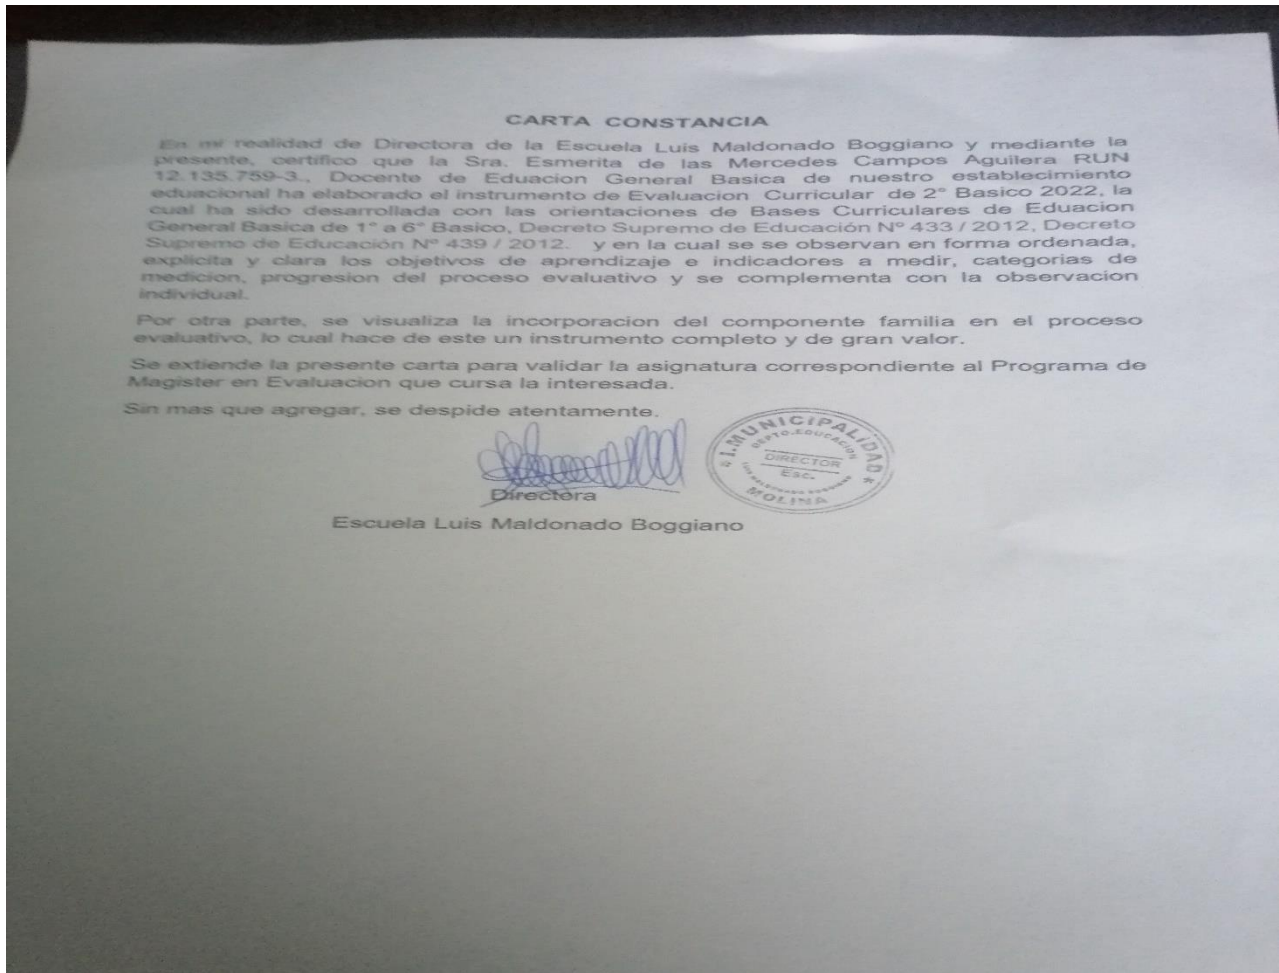 CARTA CONSTANCIA
En mi realidad de Directora de la Escuela Luis Maldonado Boggiano y mediante la
presente, certifico que la Sra. Esmerita de las Mercedes Campos Aguilera RUN
12.135.759-3., Docente de Eduacion General Basica de nuestro establecimiento
eduacional ha elaborado el instrumento de Evaluacion Curricular de 2° Basico 2022, la
cual ha sido desarrollada con las orientaciones de Bases Curriculares de Eduacion
General Basica de 1° a 6° Basico, Decreto Supremo de Educación Nº 433 / 2012, Decreto
Supremo de Educación Nº 439 / 2012. y en la cual se se observan en forma ordenada,
explicita y clara los objetivos de aprendizaje e indicadores a medir, categorias de
medicion, progresion del proceso evaluativo y se complementa con la observacion
individual.
Por otra parte, se visualiza la incorporacion del componente familia en el proceso
evaluativo, lo cual hace de este un instrumento completo y de gran valor.
Se extiende la presente carta para validar la asignatura correspondiente al Programa de
Magister en Evaluacion que cursa la interesada.
Sin mas que agregar, se despide atentamente.
I. MUNICIPALIDAD
DEPTO. EDUCACION
DIRECTOR
Esc.
LUIS MALDONADO BOGGIANO
MOLINA
Directora
Escuela Luis Maldonado Boggiano